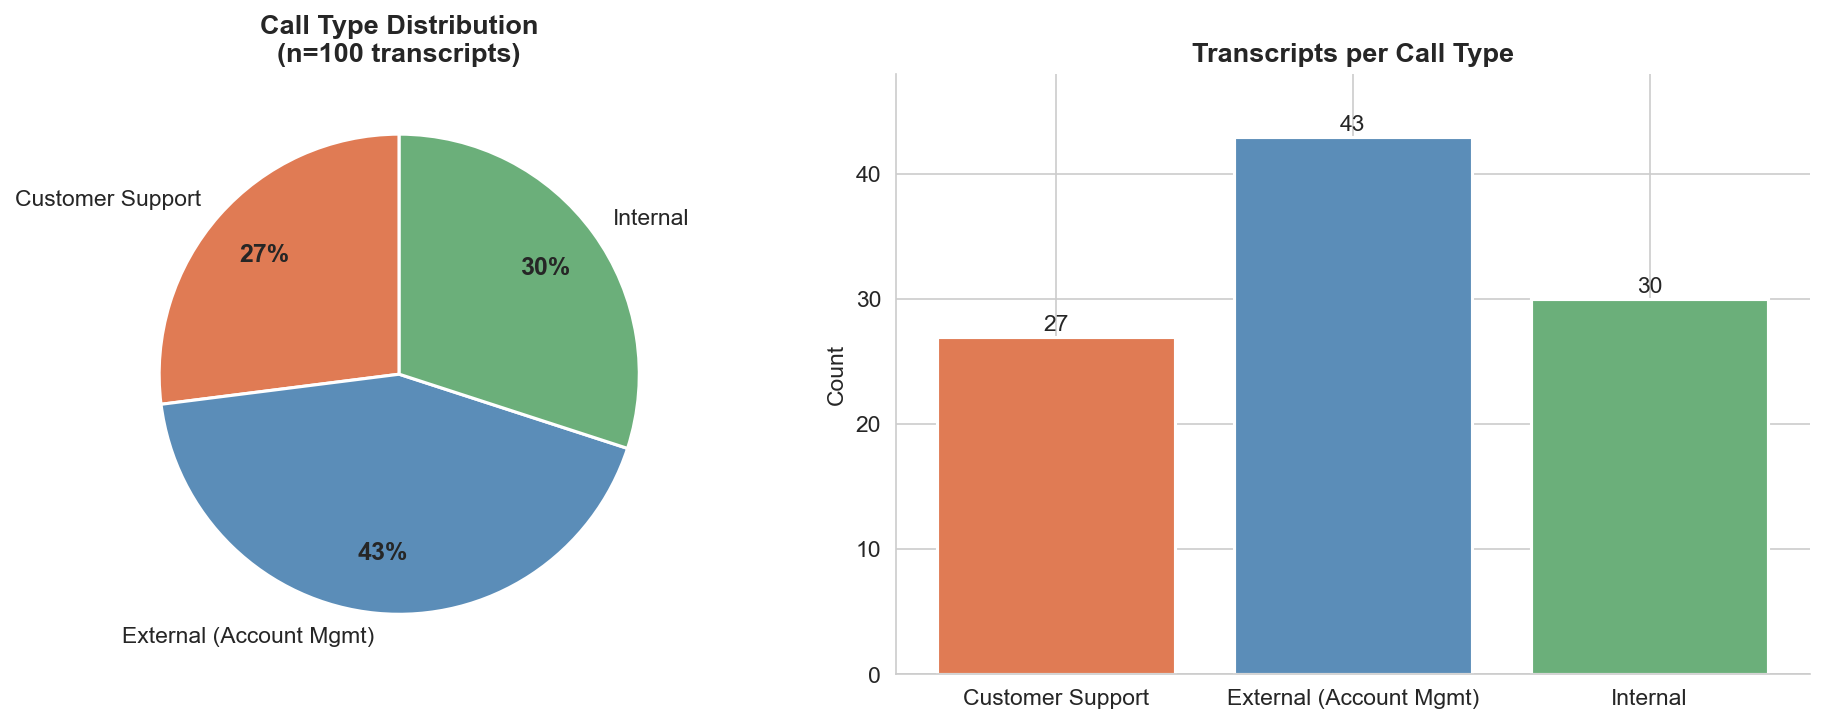 Call Type Distribution
(n=100 transcripts)
Customer Support
Internal
27%
30%
43%
External (Account Mgmt)
Transcripts per Call Type
Count
40
30
20
10
0
27
43
30
Customer Support
External (Account Mgmt)
Internal